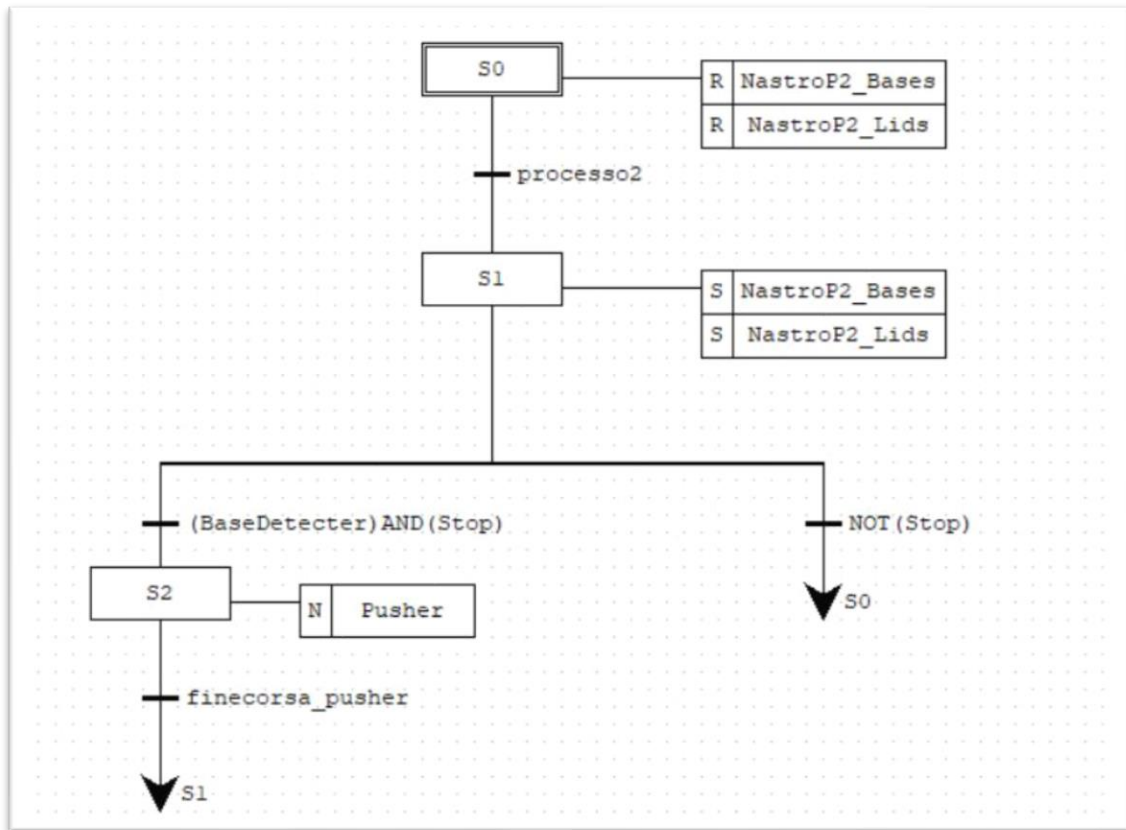 S0
R NastroP2_Bases
R NastroP2_Lids
processo2
S1
S NastroP2_Bases
S NastroP2_Lids
(BaseDetecter)AND(Stop)
NOT(Stop)
S2
N Pusher
S0
finecorsa_pusher
S1